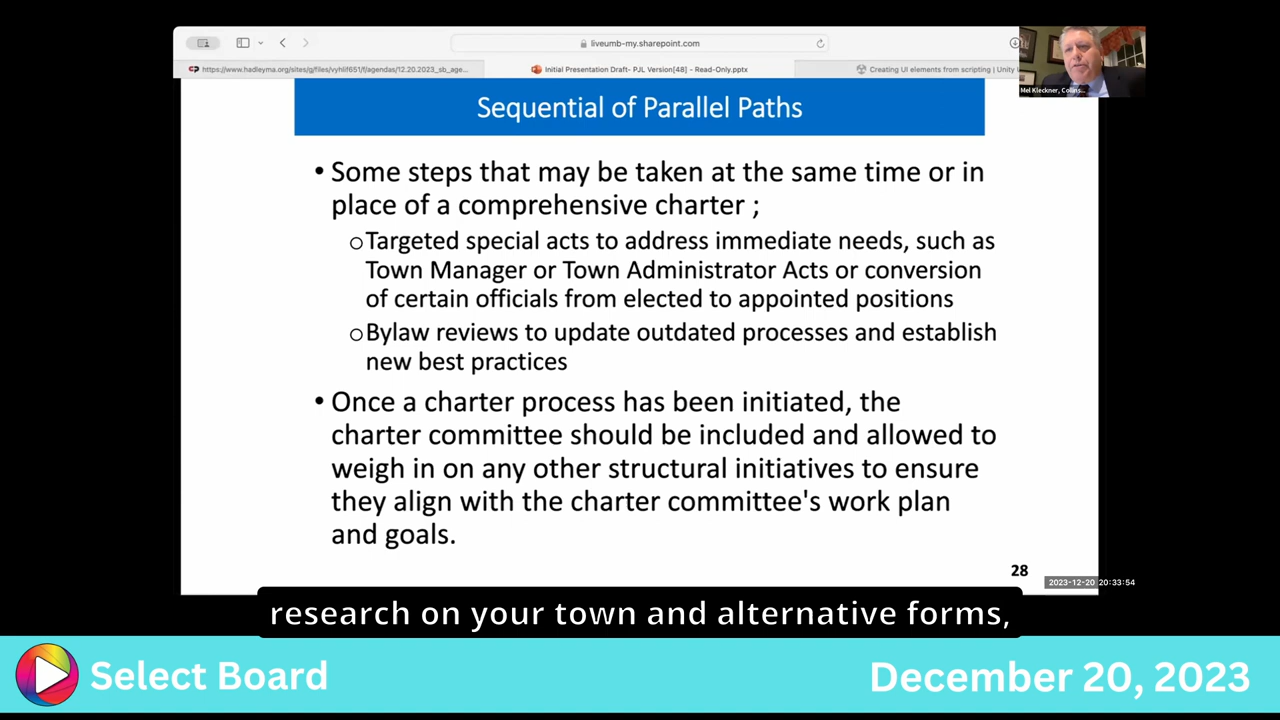 liveumb-my.sharepoint.com
https://www.hadleyma.org/sites/g/files/vyhlif651/f/agendas/12.20.2023_sb_age...
Initial Presentation Draft- PJL Version[48] - Read-Only.pptx
Creating UI elements from scripting | Unity
Mel Kleckner, Collins...
Sequential of Parallel Paths
• Some steps that may be taken at the same time or in
place of a comprehensive charter ;
o Targeted special acts to address immediate needs, such as
Town Manager or Town Administrator Acts or conversion
of certain officials from elected to appointed positions
o Bylaw reviews to update outdated processes and establish
new best practices
• Once a charter process has been initiated, the
charter committee should be included and allowed to
weigh in on any other structural initiatives to ensure
they align with the charter committee's work plan
and goals.
28
2023-12-20 20:33:54
research on your town and alternative forms,
Select Board
December 20, 2023